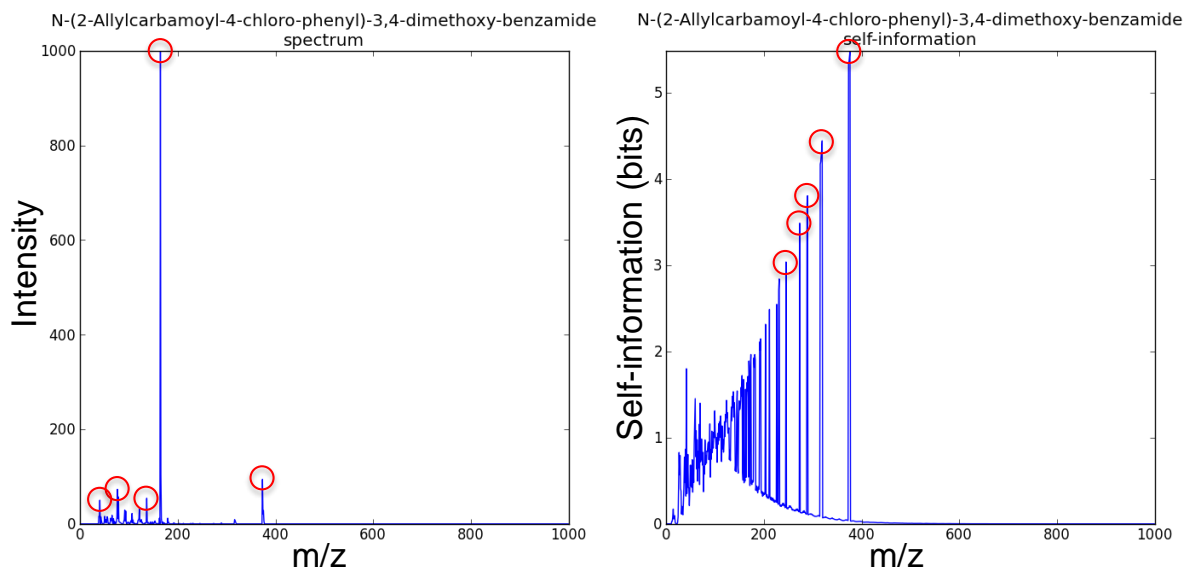 N-(2-Allylcarbamoyl-4-chloro-phenyl)-3,4-dimethoxy-benzamide
spectrum
1000
800
600
400
200
0
Intensity
0 200 400 600 800 1000
m/z
N-(2-Allylcarbamoyl-4-chloro-phenyl)-3,4-dimethoxy-benzamide
self-information
5
4
3
2
1
0
Self-information (bits)
0 200 400 600 800 1000
m/z